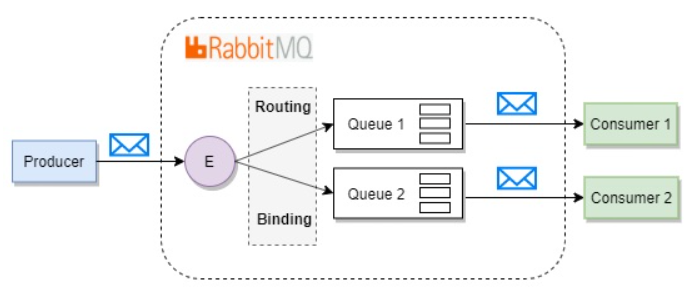 RabbitMQ
Routing
Queue 1
Consumer 1
Producer
E
Queue 2
Consumer 2
Binding